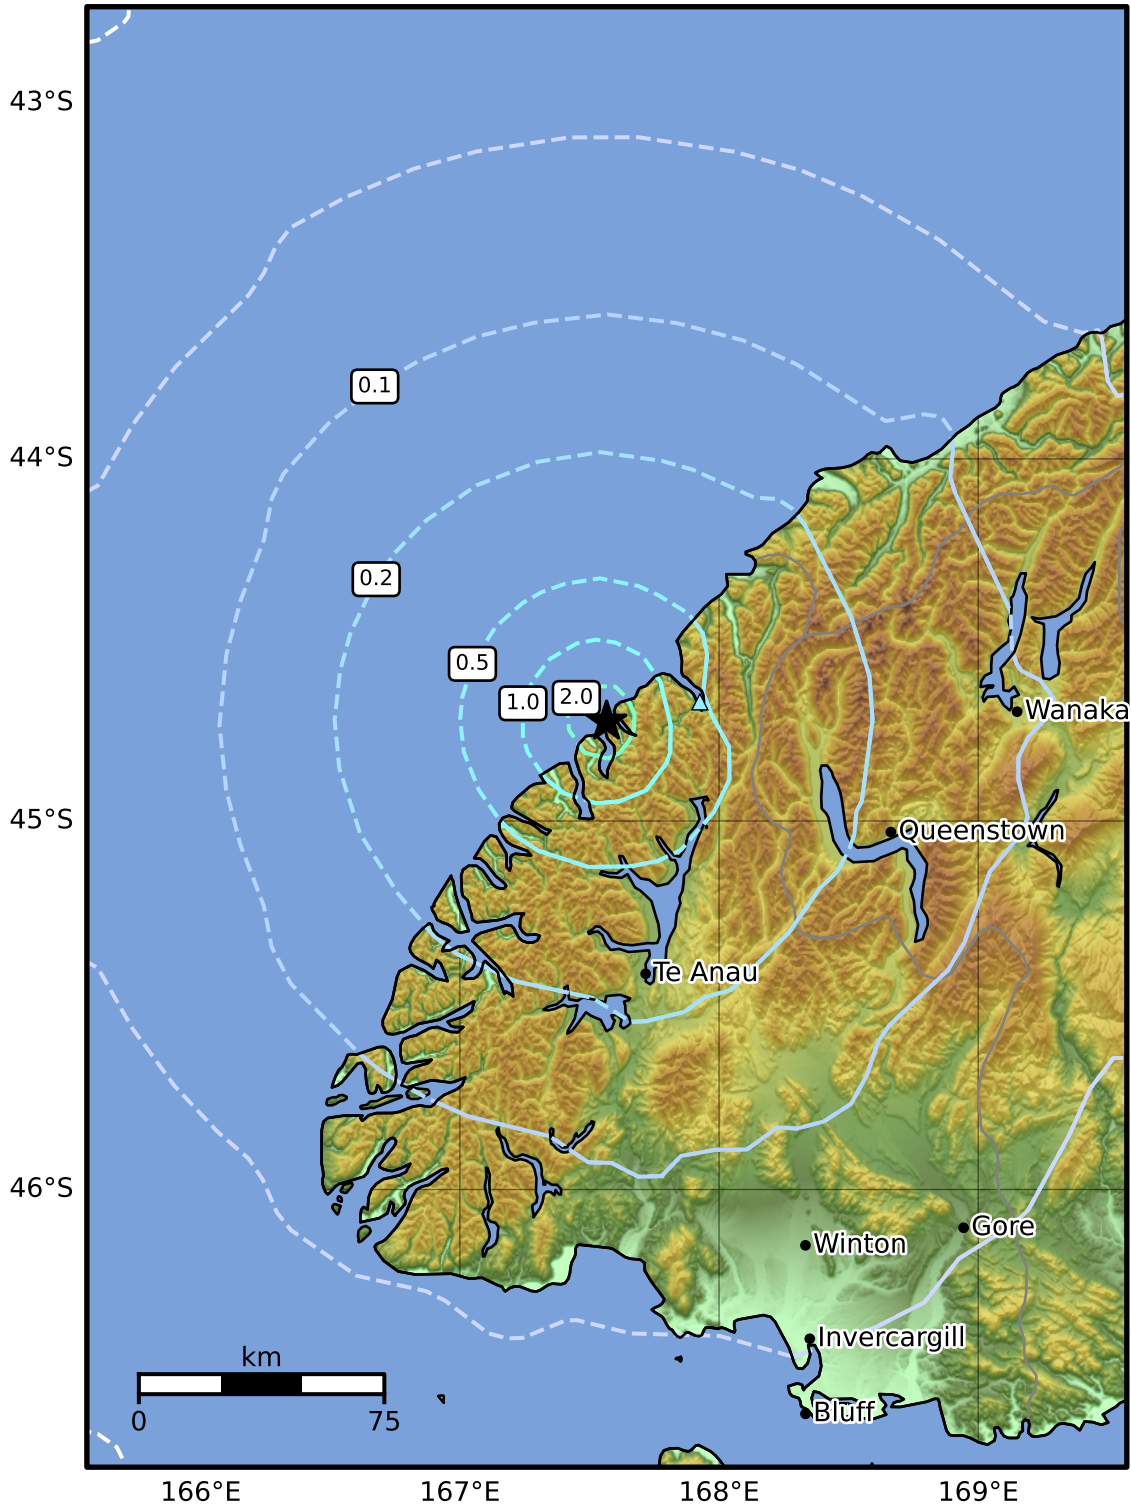 43°S
0.1
44°S
0.2
0.5
2.0
1.0
Wanaka
45°S
Queenstown
Te Anau
46°S
Gore
Winton
Invercargill
km
Bluff
0 75
166°E 167°E 168°E 169°E